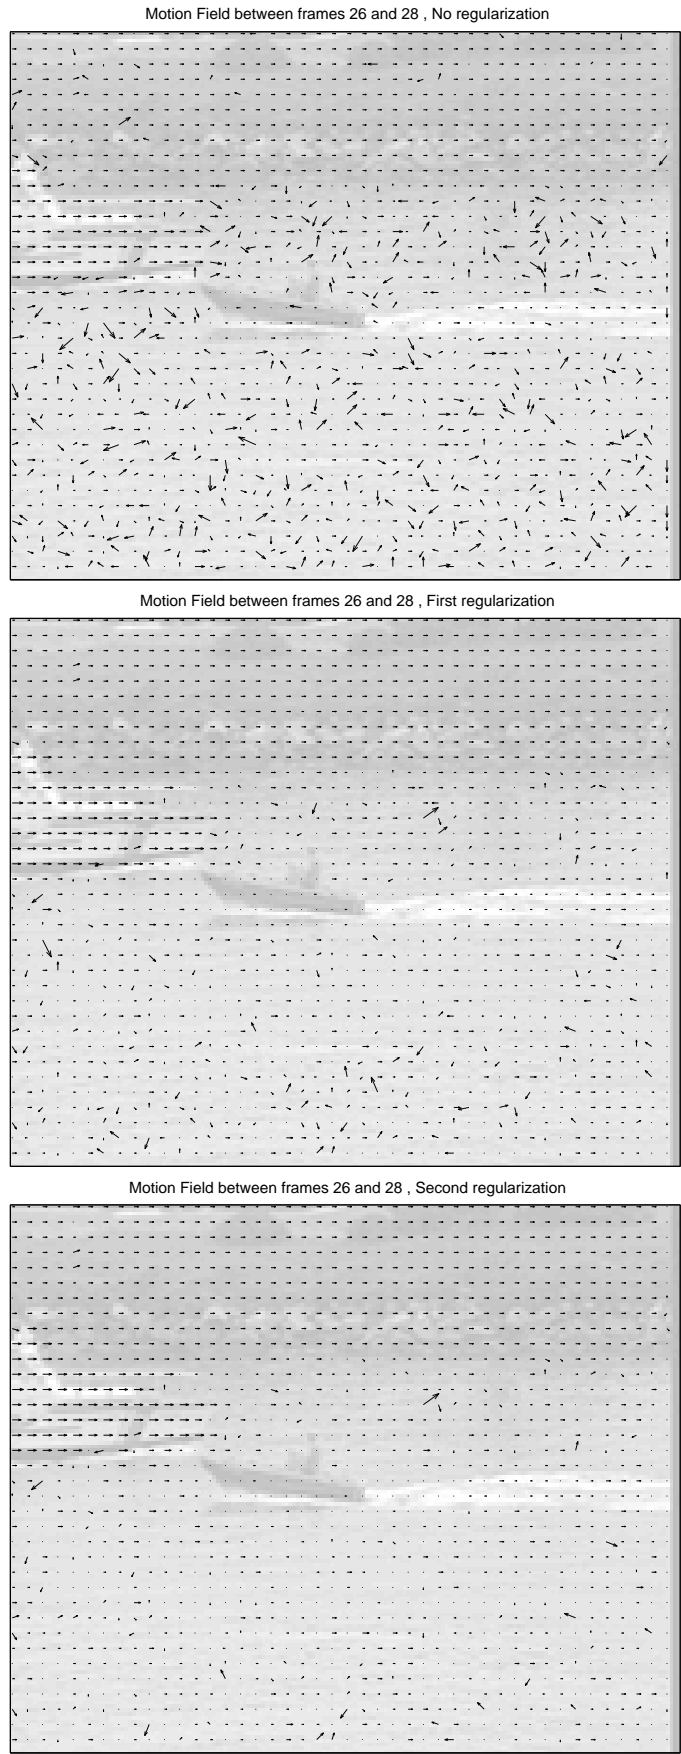 Motion Field between frames 26 and 28 , No regularization
Motion Field between frames 26 and 28 , First regularization
Motion Field between frames 26 and 28 , Second regularization